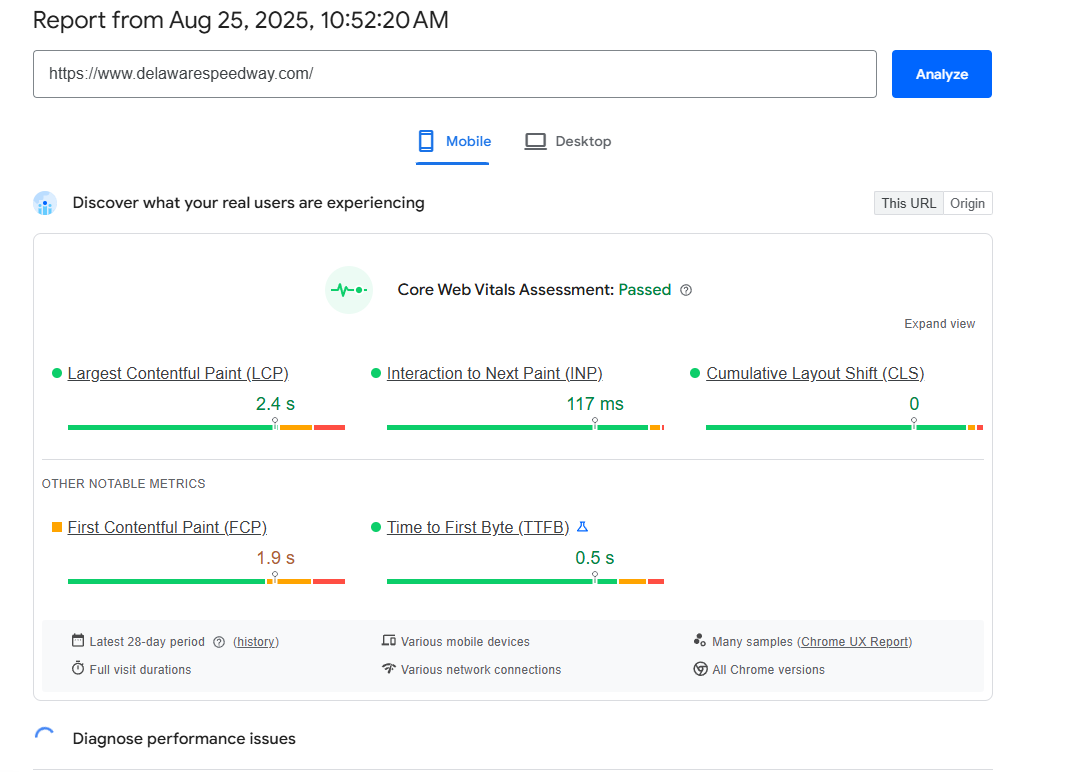 Report from Aug 25, 2025, 10:52:20 AM
https://www.delawarespeedway.com/
Analyze
Mobile
Desktop
Discover what your real users are experiencing
This URL
Origin
Core Web Vitals Assessment: Passed
Expand view
Largest Contentful Paint (LCP)
2.4 s
Interaction to Next Paint (INP)
117 ms
Cumulative Layout Shift (CLS)
0
OTHER NOTABLE METRICS
First Contentful Paint (FCP)
1.9 s
Time to First Byte (TTFB)
0.5 s
Latest 28-day period (history)
Various mobile devices
Many samples (Chrome UX Report)
Full visit durations
Various network connections
All Chrome versions
Diagnose performance issues